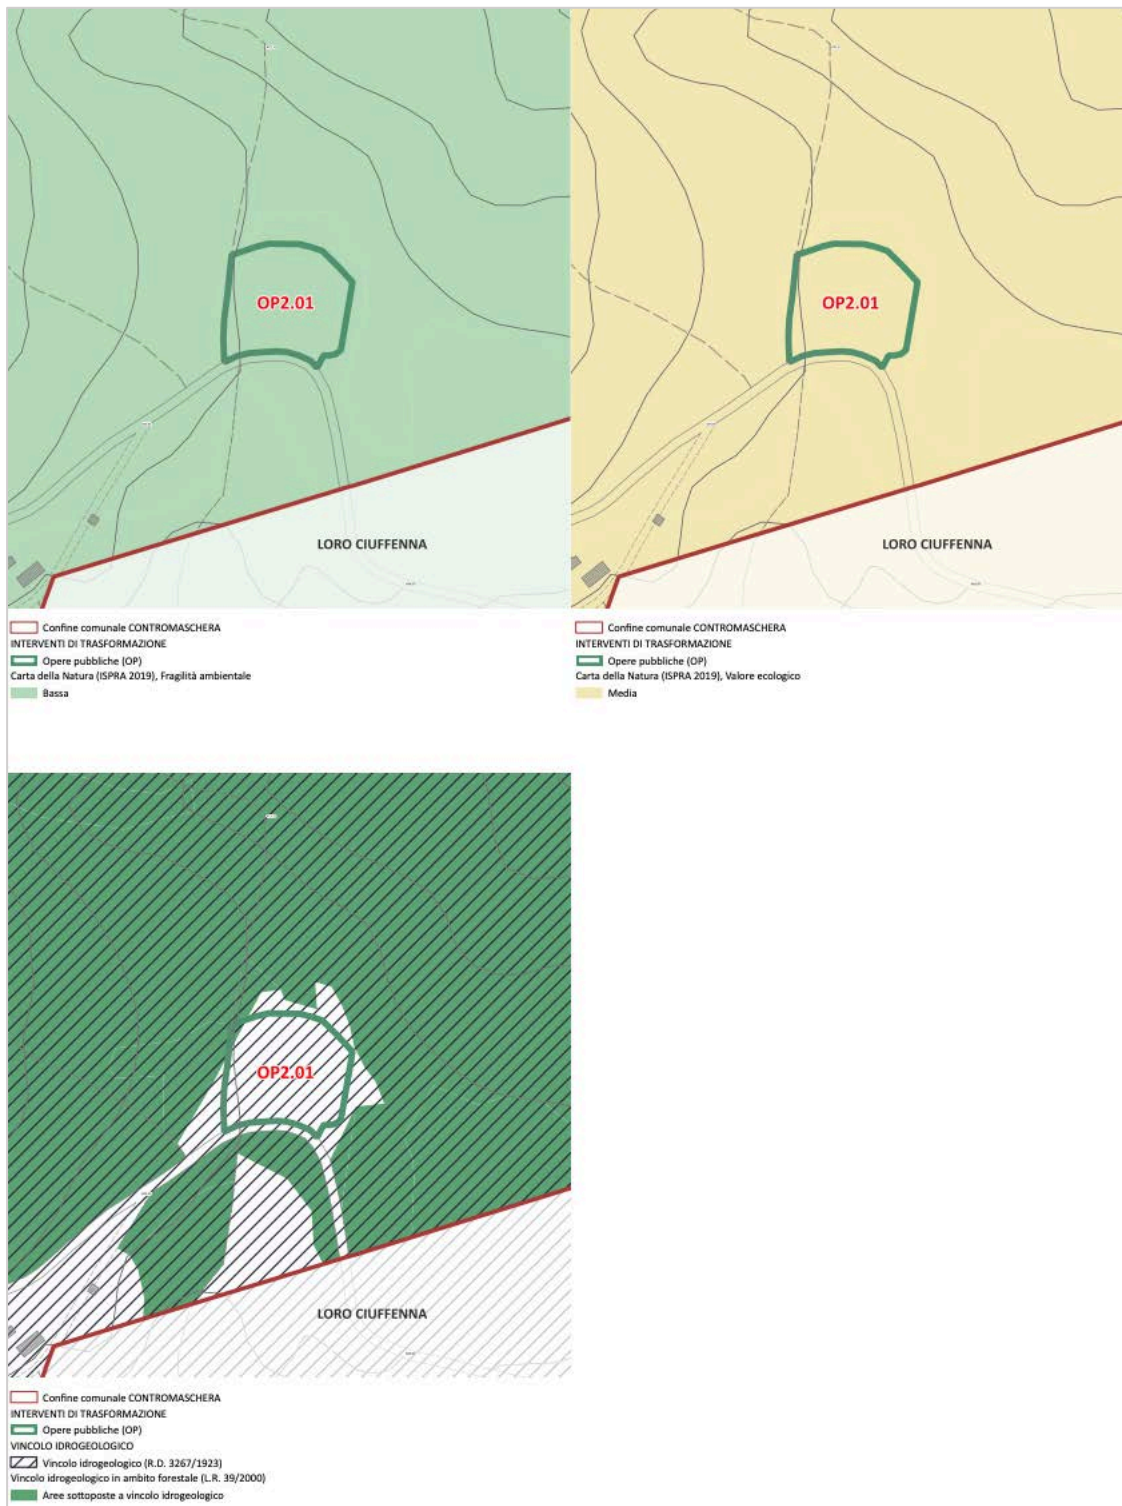 OP2.01
LORO CIUFFENNA
Confine comunale CONTROMASCHERA
INTERVENTI DI TRASFORMAZIONE
Opere pubbliche (OP)
Carta della Natura (ISPRA 2019), Fragilità ambientale
Bassa
OP2.01
LORO CIUFFENNA
Confine comunale CONTROMASCHERA
INTERVENTI DI TRASFORMAZIONE
Opere pubbliche (OP)
Carta della Natura (ISPRA 2019), Valore ecologico
Media
OP2.01
LORO CIUFFENNA
Confine comunale CONTROMASCHERA
INTERVENTI DI TRASFORMAZIONE
Opere pubbliche (OP)
VINCOLO IDROGEOLOGICO
Vincolo idrogeologico (R.D. 3267/1923)
Vincolo idrogeologico in ambito forestale (L.R. 39/2000)
Aree sottoposte a vincolo idrogeologico